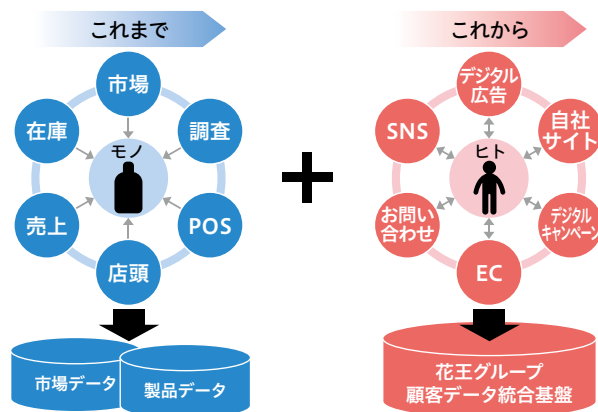 これまで
市場
在庫
調査
モノ
売上
POS
店頭
市場データ
製品データ
これから
デジタル
広告
SNS
自社
サイト
ヒト
お問い
合わせ
デジタル
キャンペーン
EC
花王グループ
顧客データ統合基盤